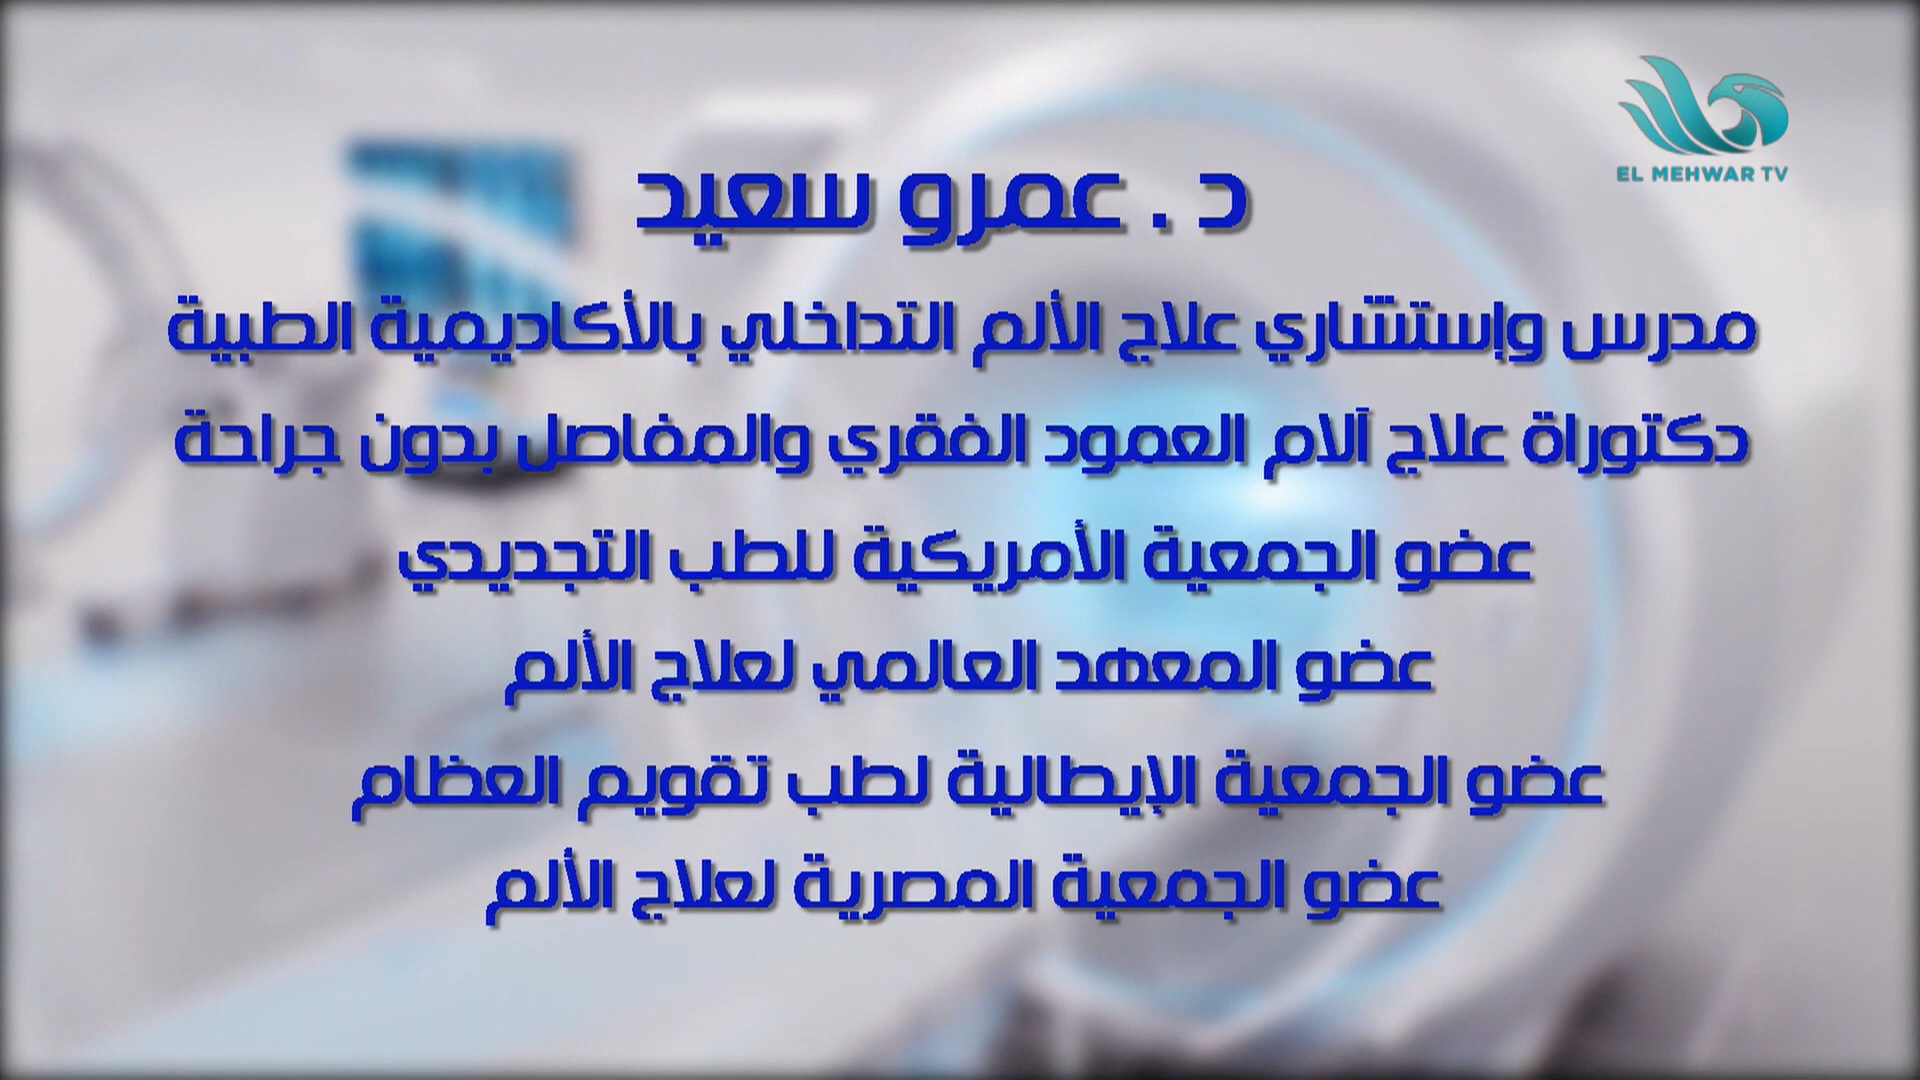 EL MEHWAR TV
د . عمرو سعيد
مدرس وإستشاري علاج الألم التداخلي بالأكاديمية الطبية
دكتوراة علاج آلام العمود الفقري والمفاصل بدون جراحة
عضو الجمعية الأمريكية للطب التجديدي
عضو المعهد العالمي لعلاج الألم
عضو الجمعية الإيطالية لطب تقويم العظام
عضو الجمعية المصرية لعلاج الألم